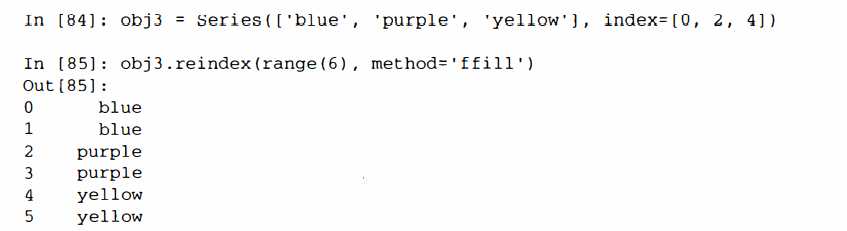 In [84]: obj3 = Series(['blue', 'purple', 'yellow'], index=[0, 2, 4])
In [85]: obj3.reindex(range(6), method='ffill')
Out[85]:
0 blue
1 blue
2 purple
3 purple
4 yellow
5 yellow